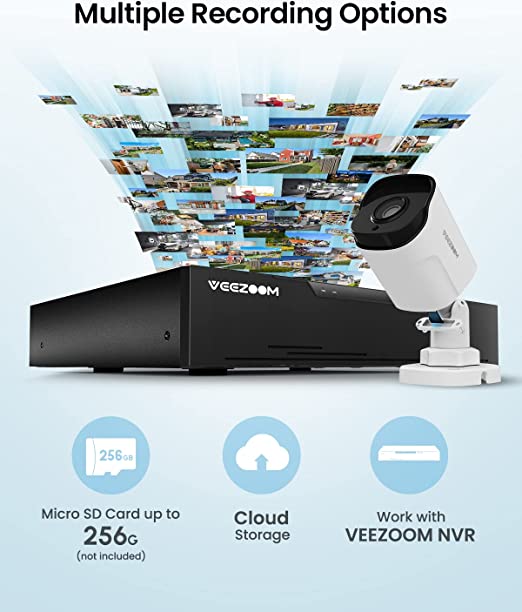 Multiple Recording Options
VEEZOOM
VEEZOOM
256GB
Micro SD Card up to
256G
(not included)
Cloud
Storage
Work with
VEEZOOM NVR